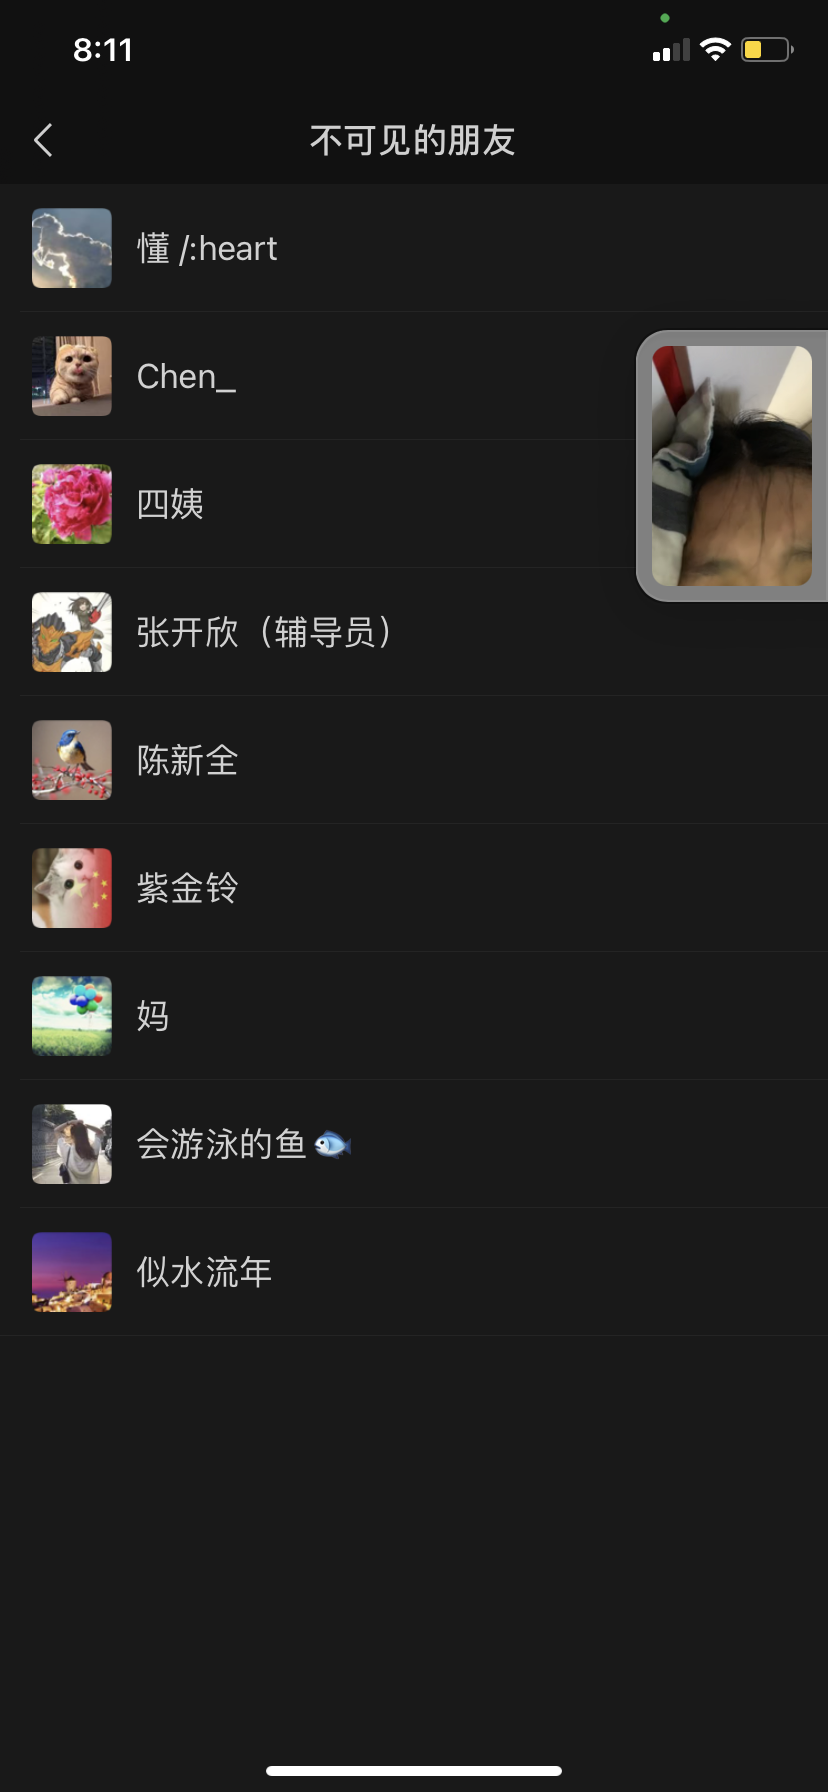 8:11
不可见的朋友
懂 /:heart
Chen_
四姨
张开欣（辅导员）
陈新全
紫金铃
妈
会游泳的鱼🐟
似水流年